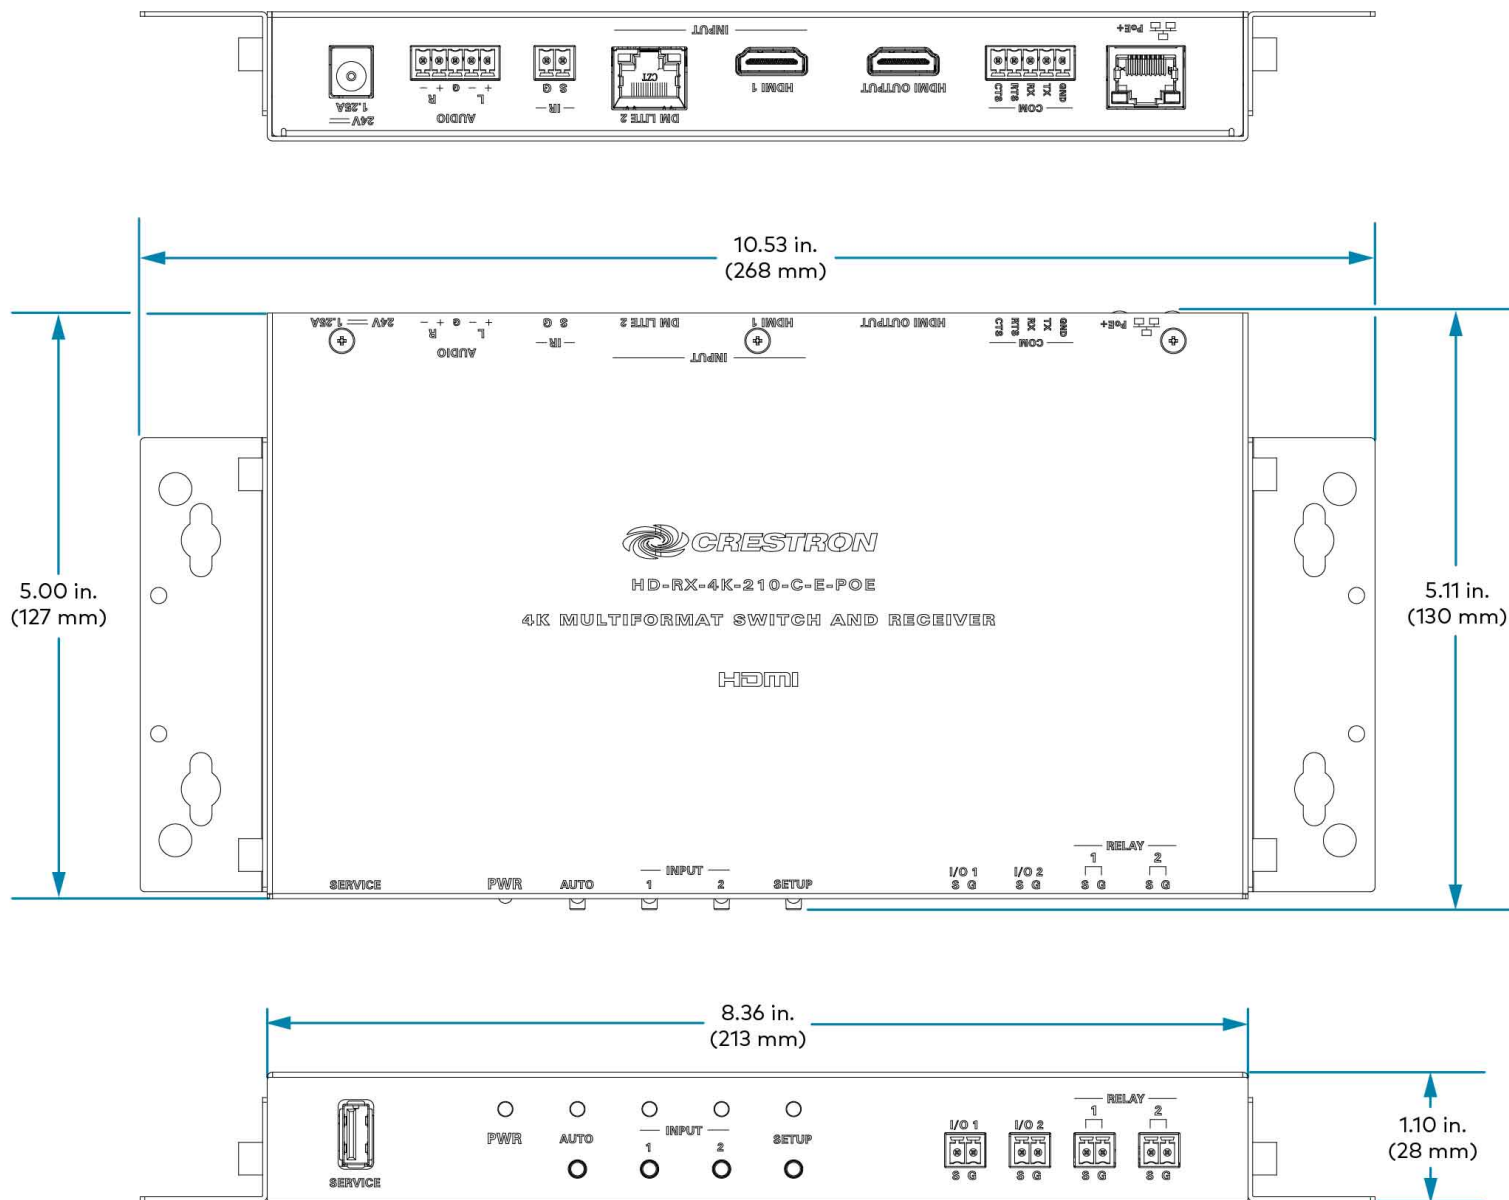 INPUT
PoE+
24V
1.25A
AUDIO
R L
− + G − +
IR
G S
DM LITE 2
CZT
HDMI 1
HDMI OUTPUT
COM
CTS RTS RX TX GND
10.53 in.
(268 mm)
1.25A 24V
− + G − +
R L
AUDIO
G S
IR
DM LITE 2
HDMI 1
INPUT
HDMI OUTPUT
CTS RTS RX TX GND
COM
PoE+
5.00 in.
(127 mm)
5.11 in.
(130 mm)
CRESTRON
HD-RX-4K-210-C-E-POE
4K MULTIFORMAT SWITCH AND RECEIVER
HDMI
SERVICE
PWR
AUTO
INPUT
1 2
SETUP
I/O 1
S G
I/O 2
S G
RELAY
1 2
S G S G
8.36 in.
(213 mm)
SERVICE
PWR
AUTO
INPUT
1 2
SETUP
I/O 1 I/O 2
RELAY
1 2
S G S G S G S G
1.10 in.
(28 mm)